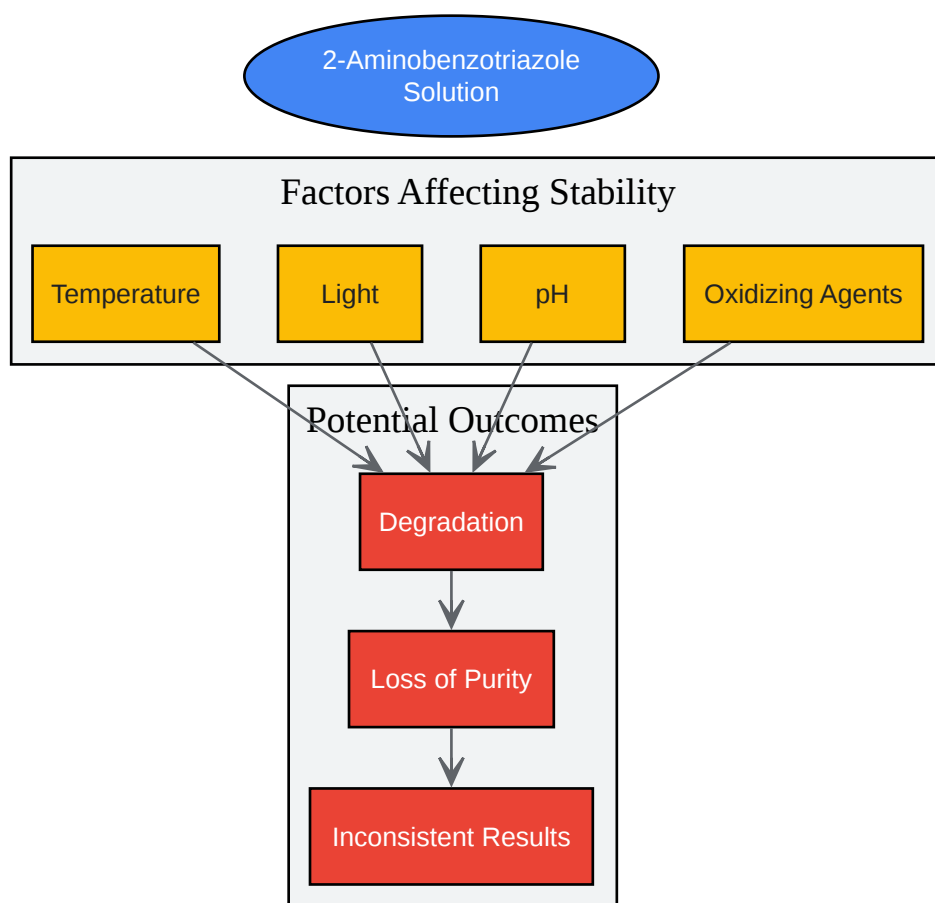 2-Aminobenzotriazole
Solution
Factors Affecting Stability
Temperature
Light
pH
Oxidizing Agents
Potential Outcomes
Degradation
Loss of Purity
Inconsistent Results